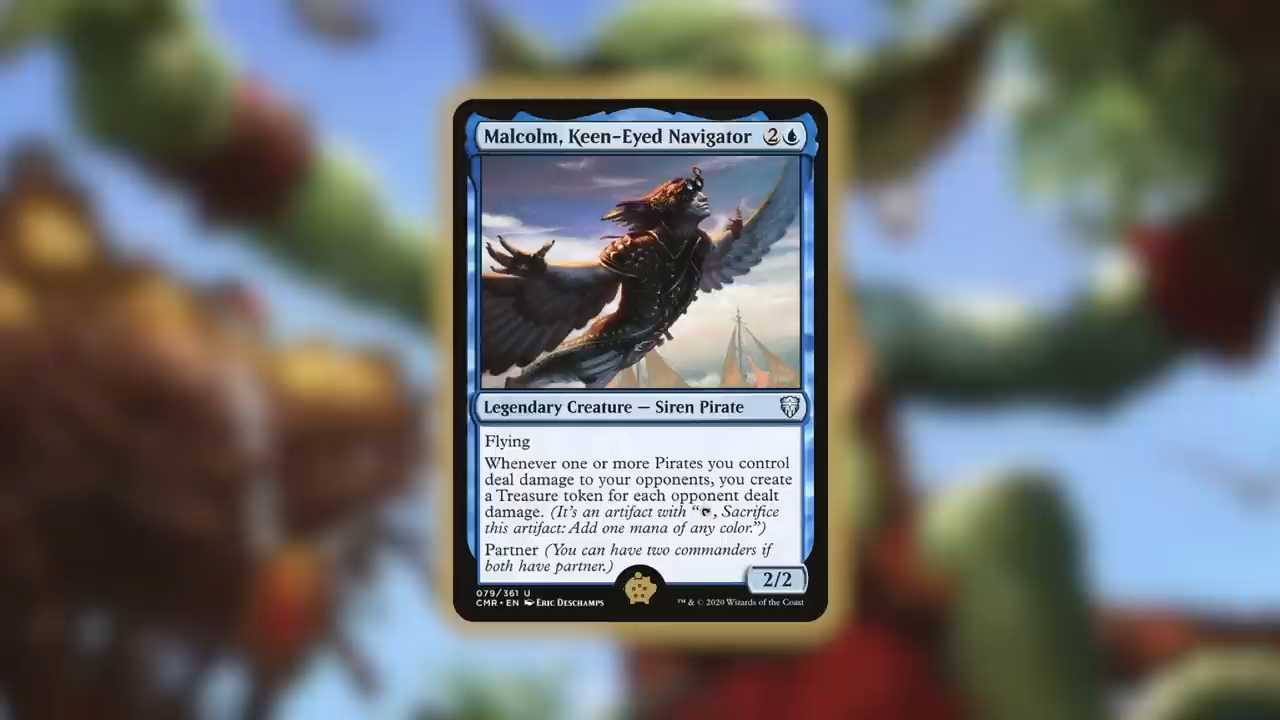 Malcolm, Keen-Eyed Navigator 2
Legendary Creature — Siren Pirate
Flying
Whenever one or more Pirates you control
deal damage to your opponents, you create
a Treasure token for each opponent dealt
damage. (It's an artifact with “, Sacrifice
this artifact: Add one mana of any color.”)
Partner (You can have two commanders if
both have partner.)
2/2
079/361 U
CMR • EN Eric Deschamps
™ & © 2020 Wizards of the Coast